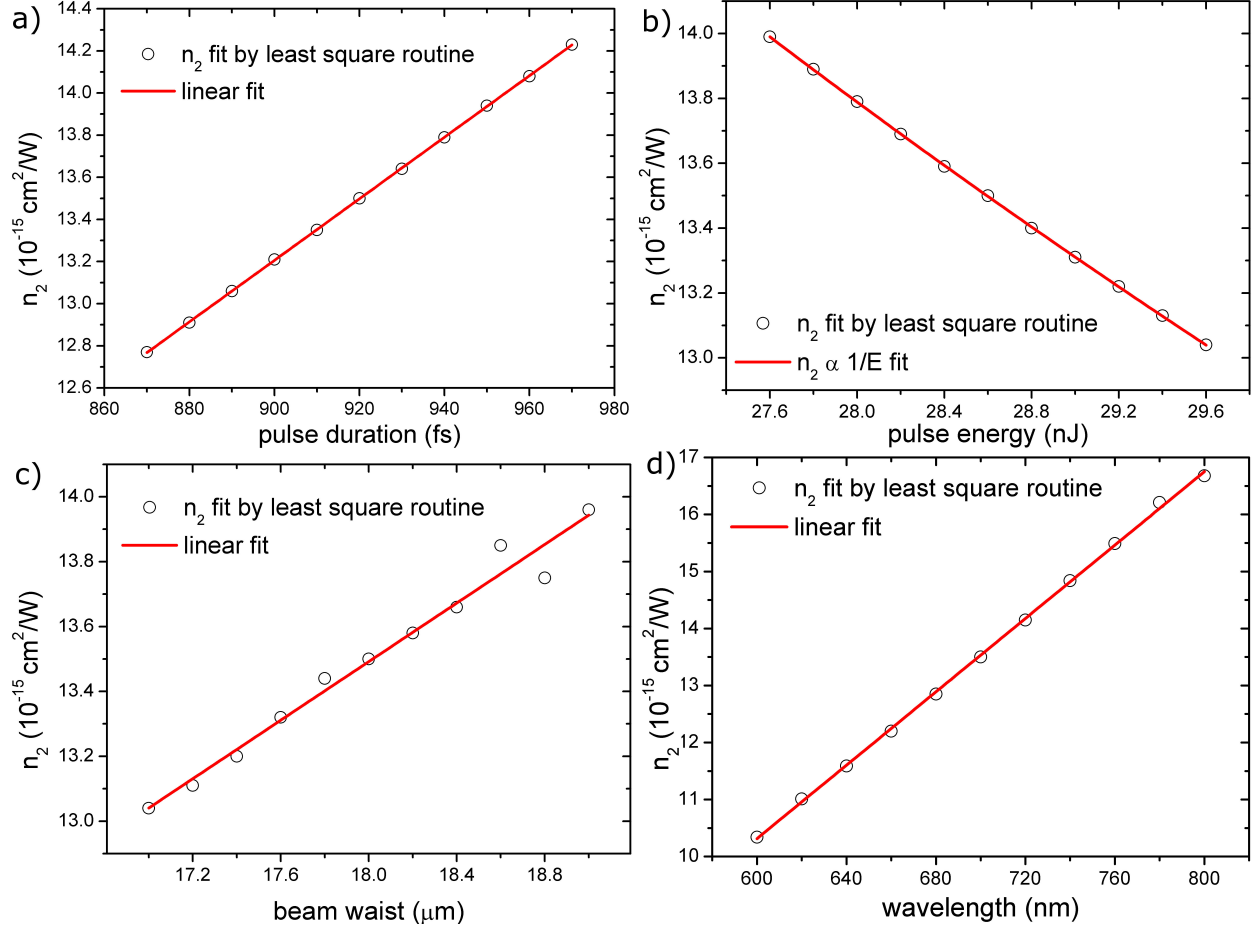 a)
n2 fit by least square routine
linear fit
n2 (10-15 cm2/W)
14.4
14.2
14.0
13.8
13.6
13.4
13.2
13.0
12.8
12.6
860 880 900 920 940 960 980
pulse duration (fs)
b)
n2 (10-15 cm2/W)
14.0
13.8
13.6
13.4
13.2
13.0
n2 fit by least square routine
n2 α 1/E fit
27.6 28.0 28.4 28.8 29.2 29.6
pulse energy (nJ)
c)
n2 fit by least square routine
linear fit
n2 (10-15 cm2/W)
14.0
13.8
13.6
13.4
13.2
13.0
17.2 17.6 18.0 18.4 18.8
beam waist (μm)
d)
n2 fit by least square routine
linear fit
n2 (10-15 cm2/W)
17
16
15
14
13
12
11
10
600 640 680 720 760 800
wavelength (nm)